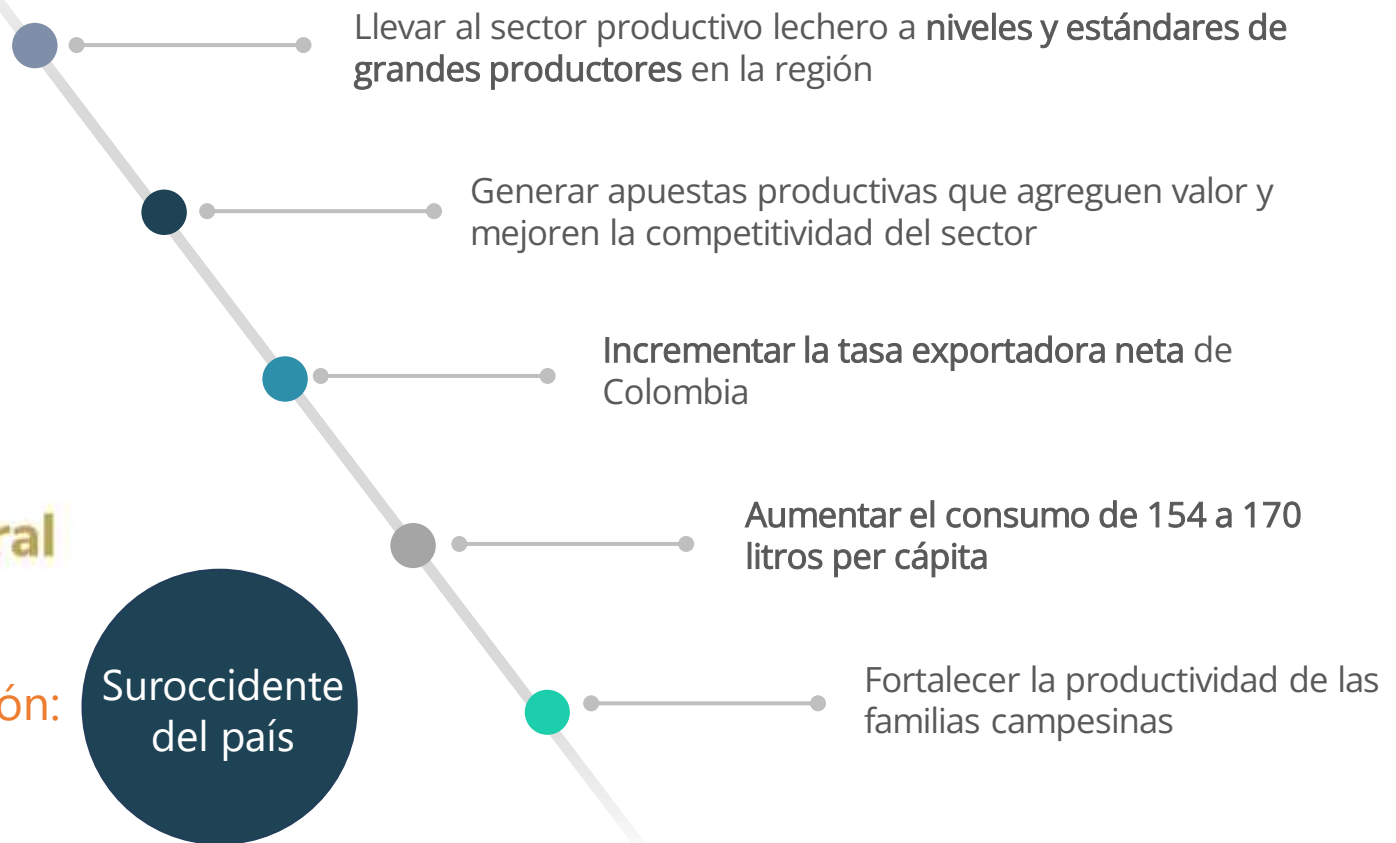 Llevar al sector productivo lechero a niveles y estándares de
grandes productores en la región
Generar apuestas productivas que agreguen valor y
mejoren la competitividad del sector
Incrementar la tasa exportadora neta de
Colombia
Aumentar el consumo de 154 a 170
litros per cápita
ral
ón:
Suroccidente
del país
Fortalecer la productividad de las
familias campesinas